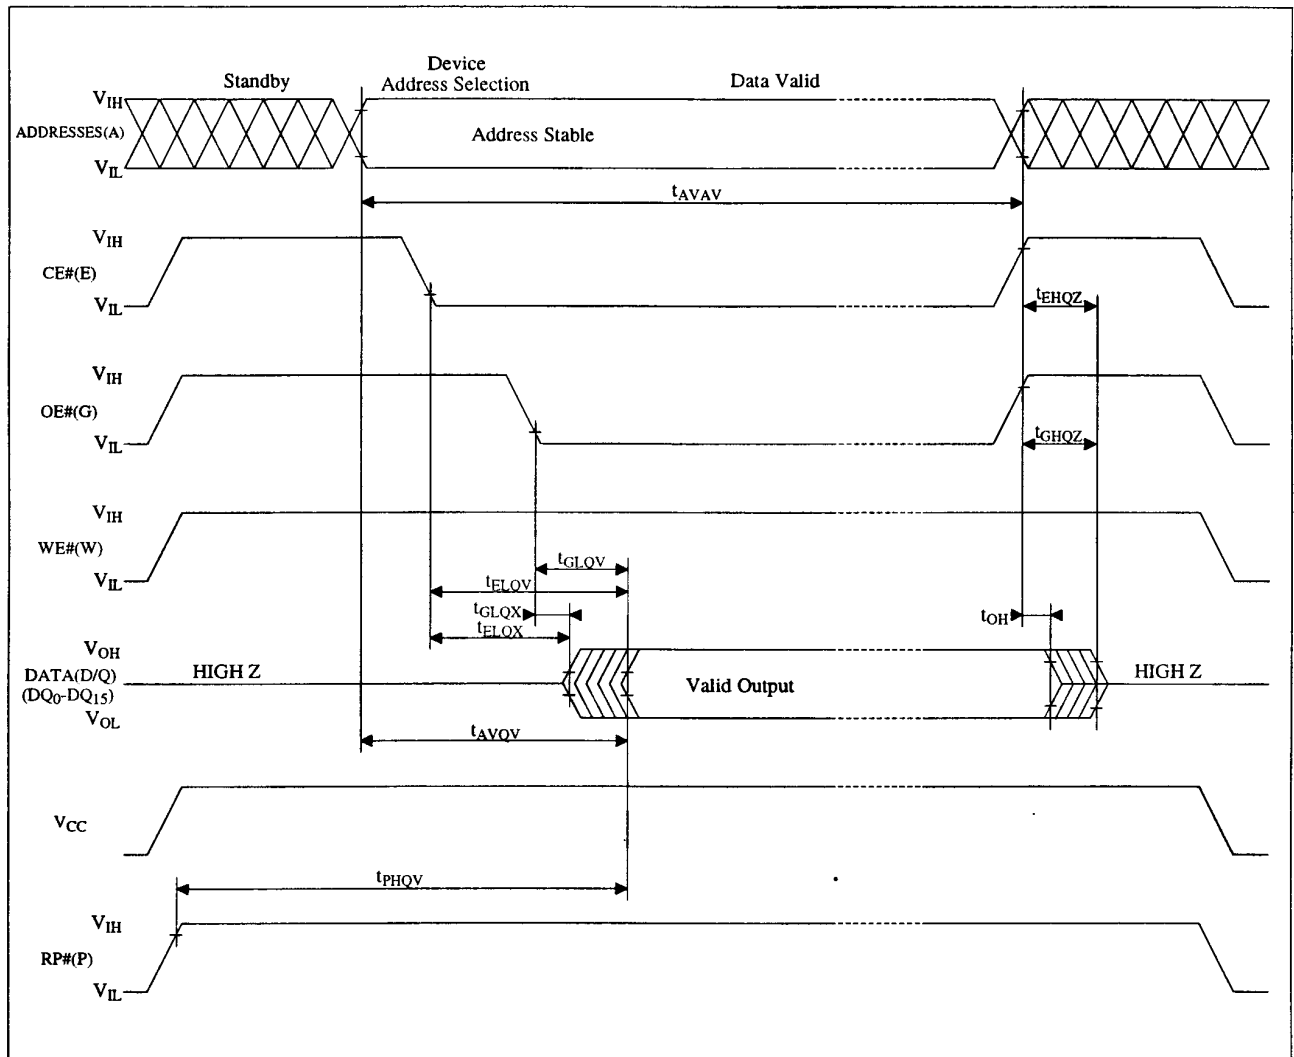 Standby
Device
Address Selection
Data Valid
VIH
ADDRESSES(A)
VIL
Address Stable
tAVAV
VIH
CE#(E)
VIL
tEHQZ
VIH
OE#(G)
VIL
tGHQZ
VIH
WE#(W)
VIL
tGLQV
tELQV
tGLQX
tELQX
tOH
VOH
DATA(D/Q)
(DQ0-DQ15)
VOL
HIGH Z
Valid Output
HIGH Z
tAVQV
VCC
tPHQV
VIH
RP#(P)
VIL